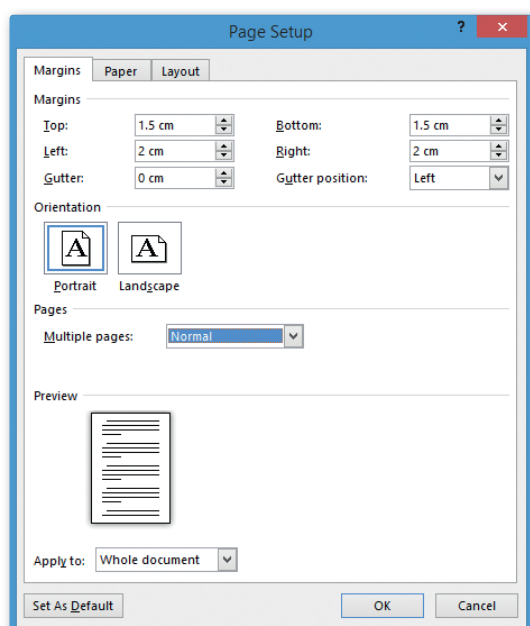 Page Setup ? ×
Margins Paper Layout
Margins
Top: 1.5 cm Bottom: 1.5 cm
Left: 2 cm Right: 2 cm
Gutter: 0 cm Gutter position: Left
Orientation
A A
Portrait Landscape
Pages
Multiple pages: Normal
Preview
Apply to: Whole document
Set As Default OK Cancel